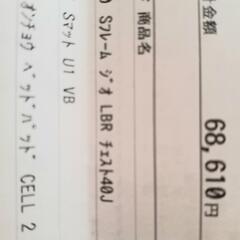 計金額
68,610円
商品名
Sフレーム ジオ LBR チェスト40J
Sマット U1 VB
オンチョウ ベッドパッド CELL 2